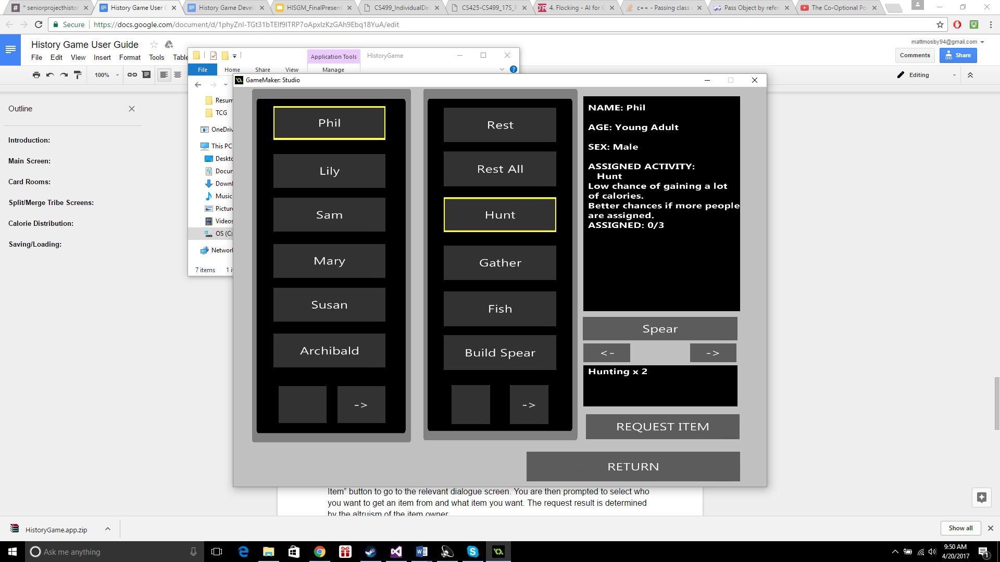 * seniorprojecthistor
History Game User G
History Game Devel
HISGM_FinalPresent
CS499_IndividualDe
CS425-CS499_17S_P
4. Flocking - AI for G
c++ - Passing class
Pass Object by refer
The Co-Optional Po
Secure
https://docs.google.com/document/d/1phyZnI-TGt31bTEIf9ITRP7oApxlzKzGAh9Ebq18YuA/edit
History Game User Guide
mattmosby94@gmail.com
File Edit View Insert Format Tools Table
Comments
Share
100%
Editing
Application Tools
HistoryGame
File Home Share View Manage
Outline
Introduction:
Main Screen:
Card Rooms:
Split/Merge Tribe Screens:
Calorie Distribution:
Saving/Loading:
Resum
TCG
OneDriv
This PC
Deskto
Docum
Downl
Music
Picture
Videos
OS (C:
Network
7 items
1 i
GameMaker: Studio
Phil
Lily
Sam
Mary
Susan
Archibald
->
Rest
Rest All
Hunt
Gather
Fish
Build Spear
->
NAME: Phil
AGE: Young Adult
SEX: Male
ASSIGNED ACTIVITY:
Hunt
Low chance of gaining a lot
of calories.
Better chances if more people
are assigned.
ASSIGNED: 0/3
Spear
<-
->
Hunting x 2
REQUEST ITEM
RETURN
Item” button to go to the relevant dialogue screen. You are then prompted to select who
you want to get an item from and what item you want. The request result is determined
by the altruism of the item owner.
HistoryGame.app.zip
Show all
Ask me anything
9:50 AM
4/20/2017
1